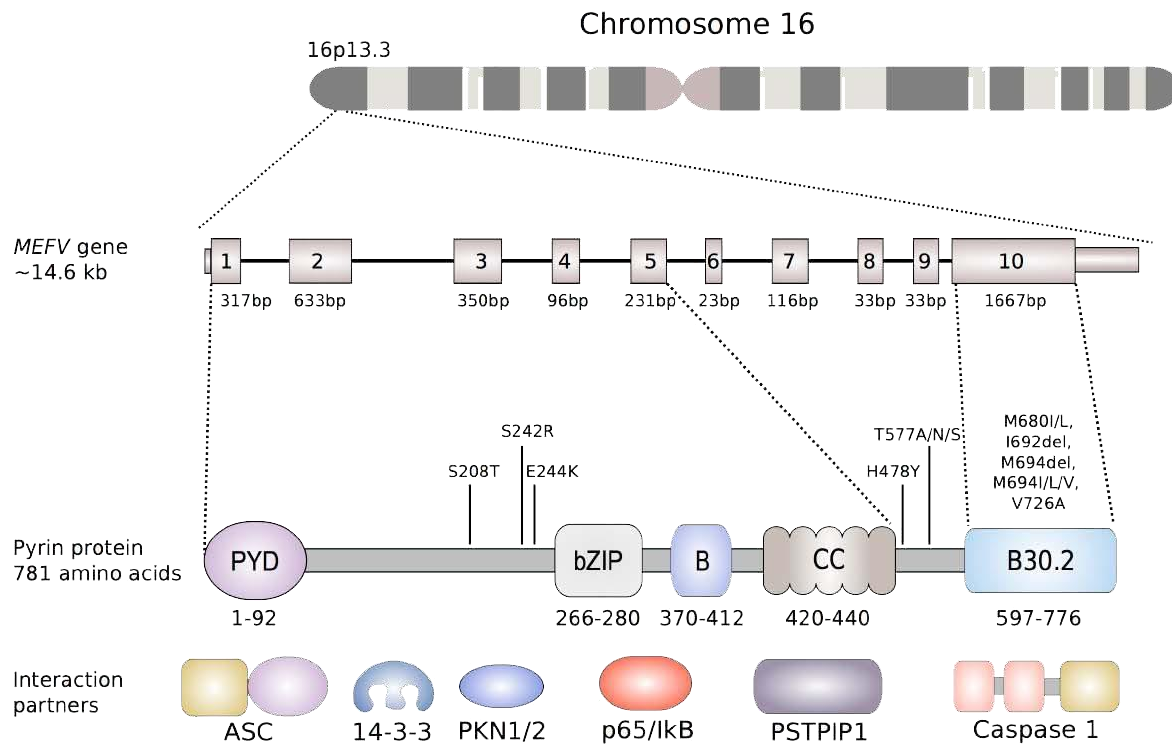 Chromosome 16
16p13.3
MEFV gene
~14.6 kb
1 2 3 4 5 6 7 8 9 10
317bp 633bp 350bp 96bp 231bp 23bp 116bp 33bp 33bp 1667bp
S208T
S242R
E244K
H478Y
T577A/N/S
M680I/L,
I692del,
M694del,
M694I/L/V,
V726A
Pyrin protein
781 amino acids
PYD bZIP B CC B30.2
1-92 266-280 370-412 420-440 597-776
Interaction
partners
ASC 14-3-3 PKN1/2 p65/IkB PSTPIP1 Caspase 1